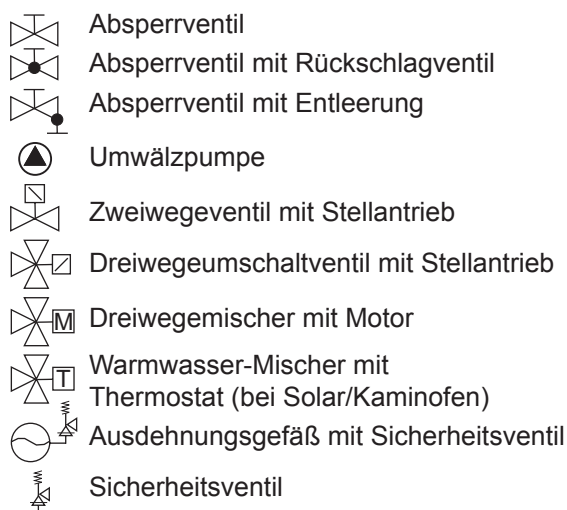 Absperrventil
Absperrventil mit Rückschlagventil
Absperrventil mit Entleerung
Umwälzpumpe
Zweiwegeventil mit Stellantrieb
Dreiwegeumschaltventil mit Stellantrieb
M Dreiwegemischer mit Motor
T Warmwasser-Mischer mit
Thermostat (bei Solar/Kaminofen)
Ausdehnungsgefäß mit Sicherheitsventil
Sicherheitsventil